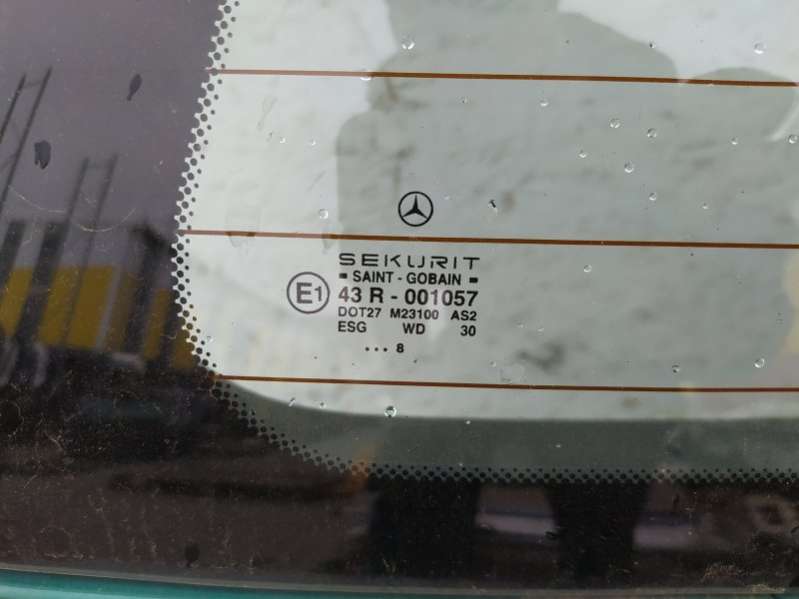 SEKURIT
SAINT - GOBAIN
E1 43 R - 001057
DOT27 M23100 AS2
ESG WD 30
... 8